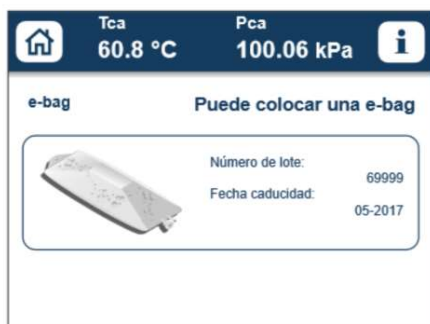 Tca Pca
60.8 °C 100.06 kPa i
e-bag Puede colocar una e-bag
Número de lote:
69999
Fecha caducidad:
05-2017